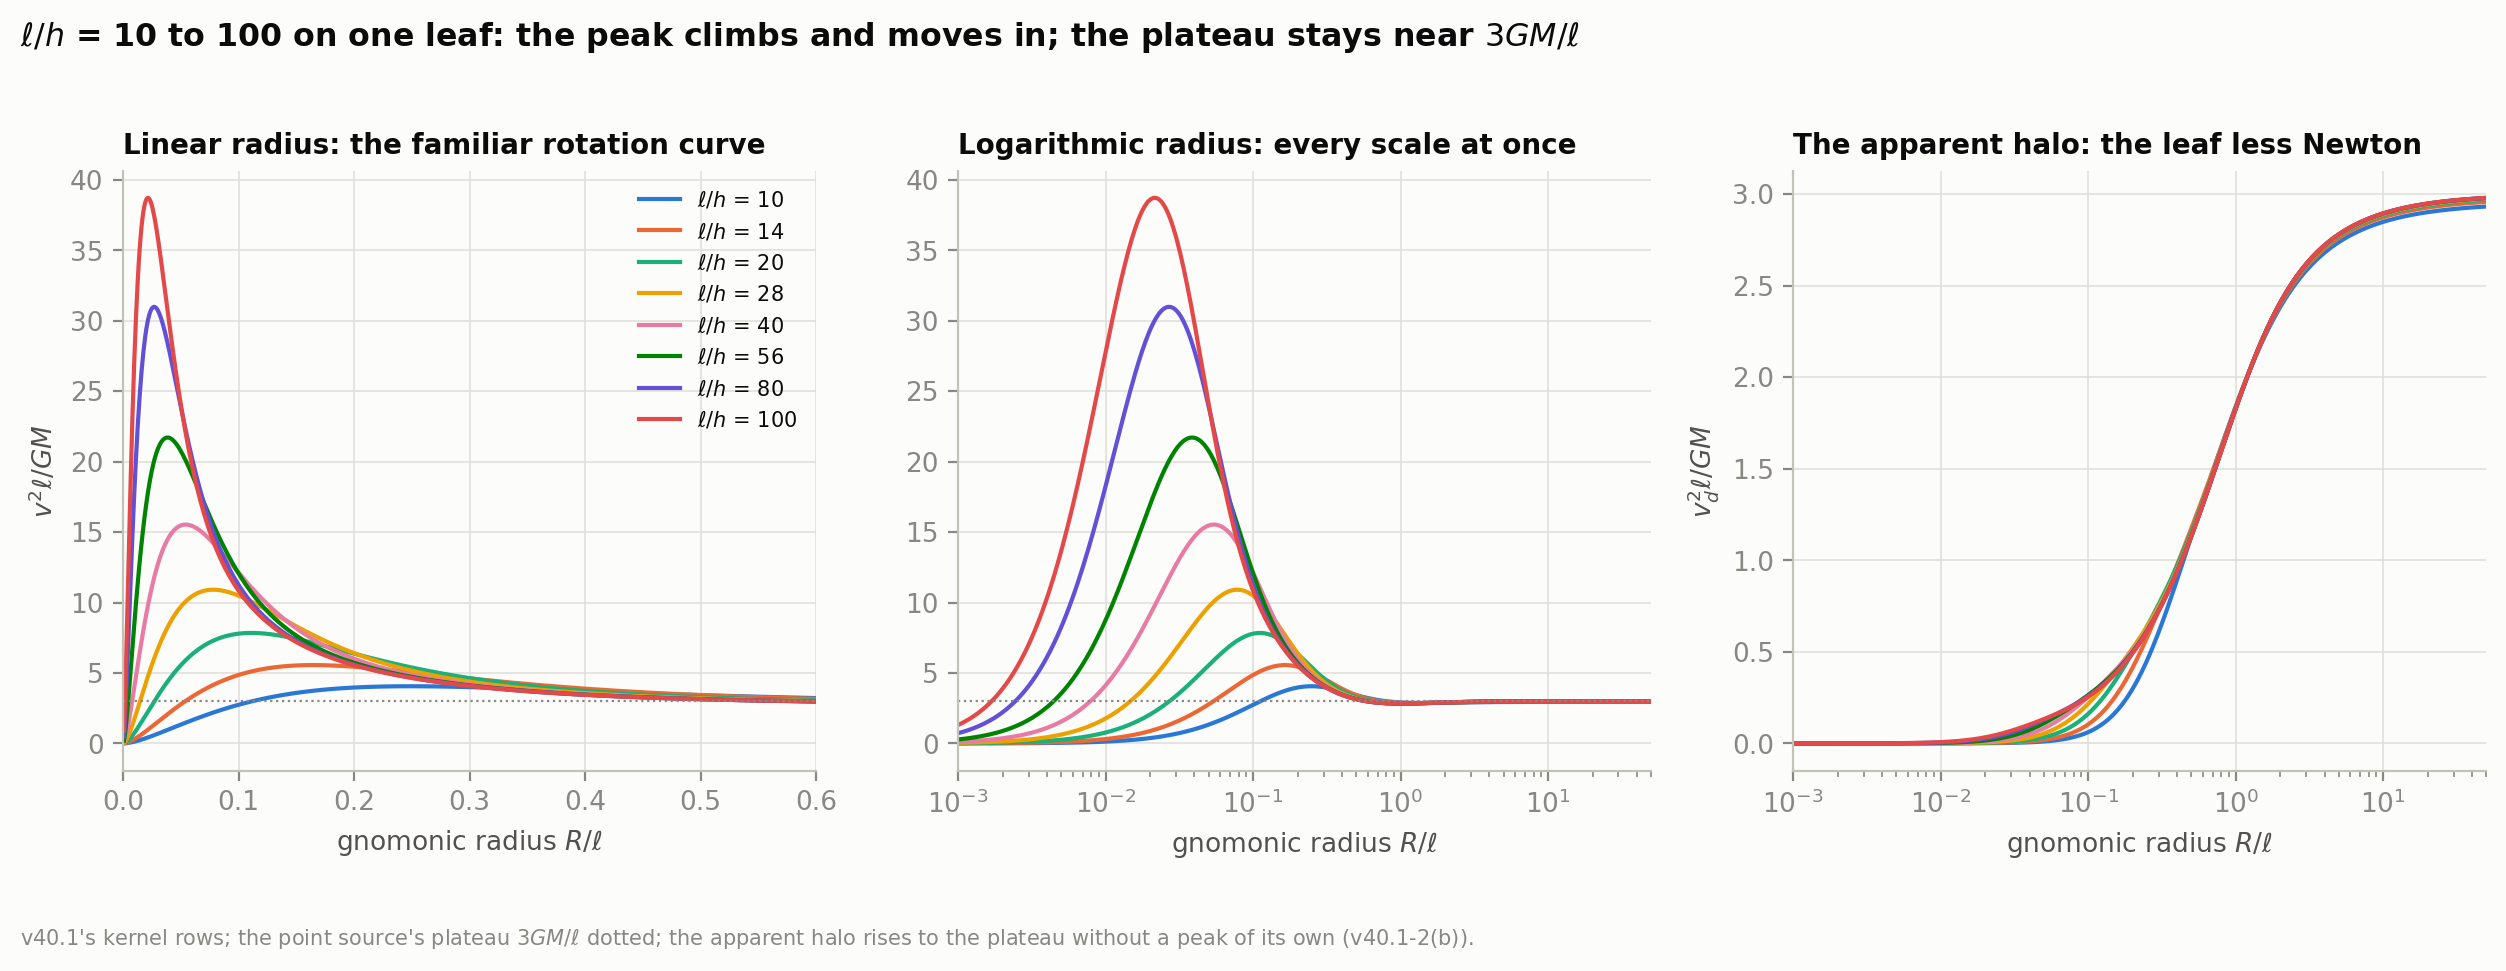 ℓ/h = 10 to 100 on one leaf: the peak climbs and moves in; the plateau stays near 3GM/ℓ
Linear radius: the familiar rotation curve
v²ℓ/GM
40
35
30
25
20
15
10
5
0
0.0 0.1 0.2 0.3 0.4 0.5 0.6
gnomonic radius R/ℓ
ℓ/h = 10
ℓ/h = 14
ℓ/h = 20
ℓ/h = 28
ℓ/h = 40
ℓ/h = 56
ℓ/h = 80
ℓ/h = 100
Logarithmic radius: every scale at once
40
35
30
25
20
15
10
5
0
10⁻³ 10⁻² 10⁻¹ 10⁰ 10¹
gnomonic radius R/ℓ
The apparent halo: the leaf less Newton
v_d²ℓ/GM
3.0
2.5
2.0
1.5
1.0
0.5
0.0
10⁻³ 10⁻² 10⁻¹ 10⁰ 10¹
gnomonic radius R/ℓ
v40.1's kernel rows; the point source's plateau 3GM/ℓ dotted; the apparent halo rises to the plateau without a peak of its own (v40.1-2(b)).